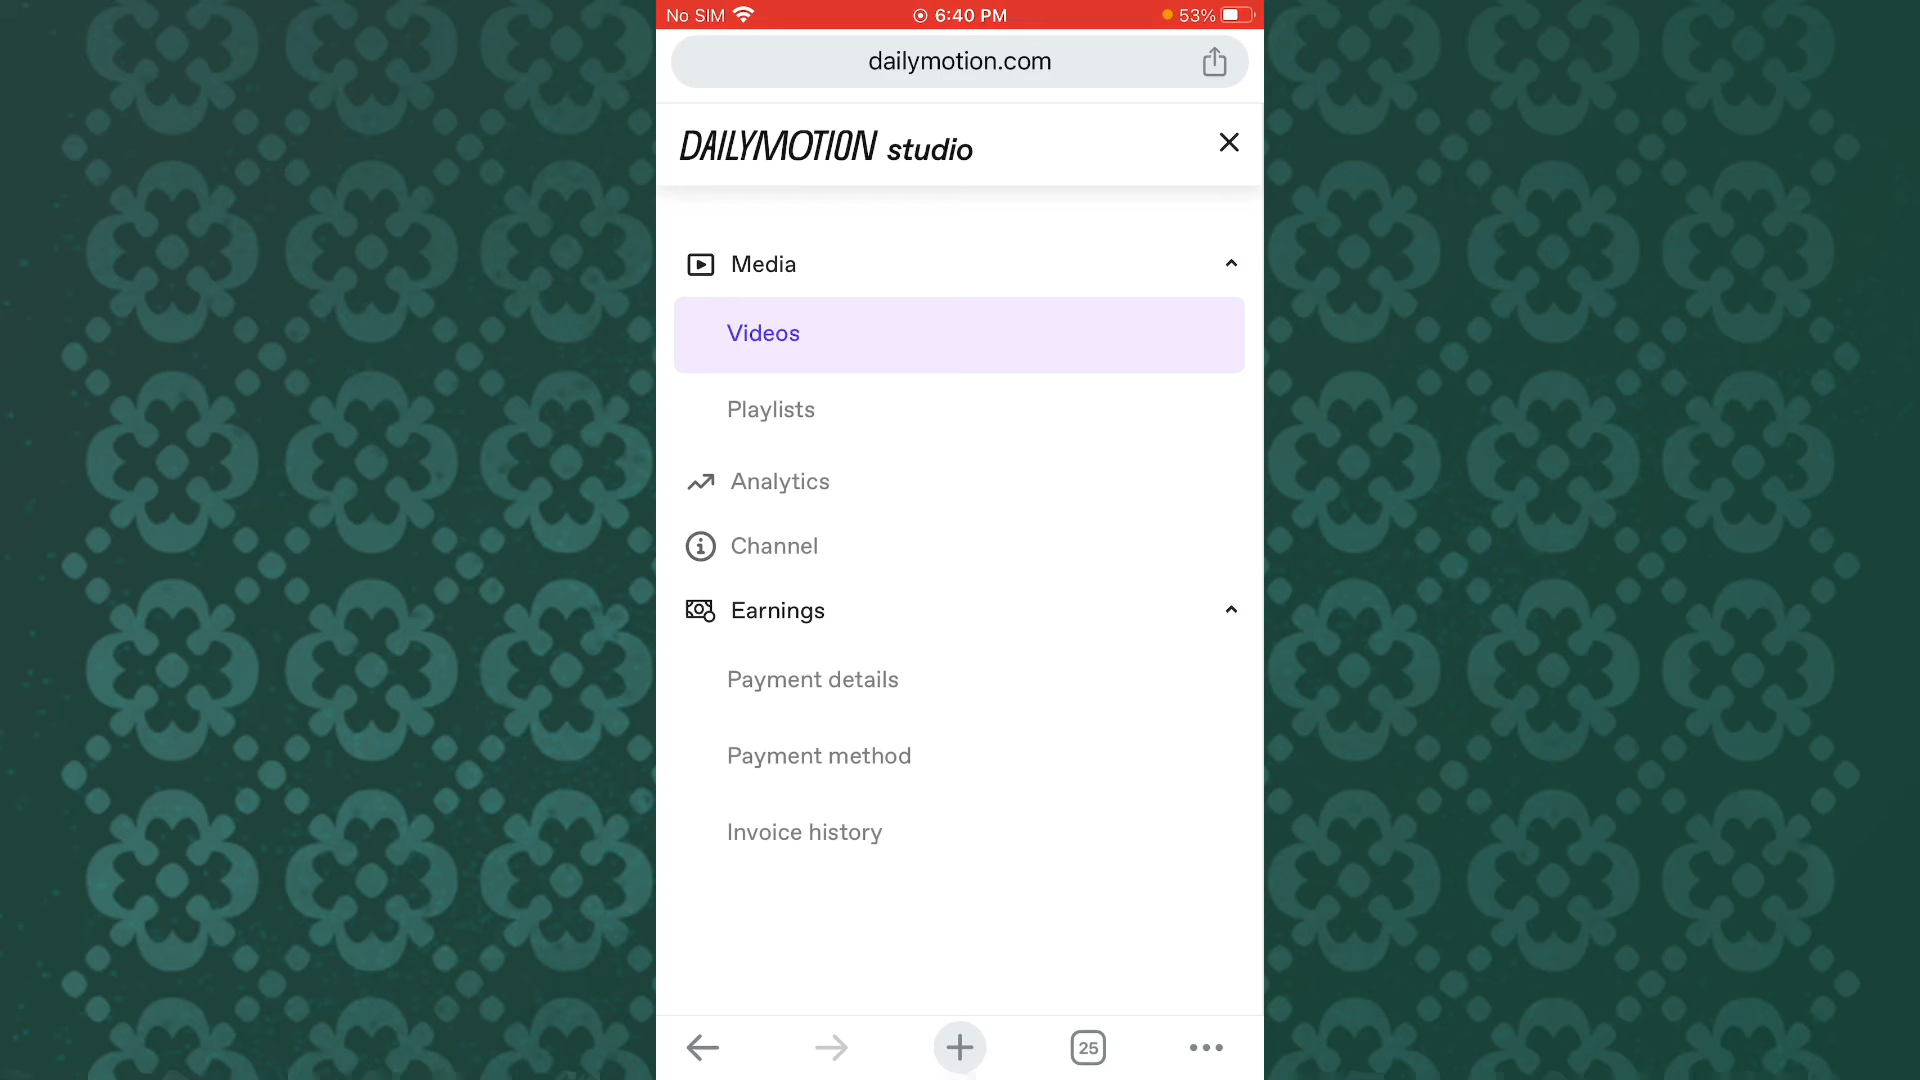 No SIM 6:40 PM 53%
dailymotion.com
DAILYMOTION studio
Media
Videos
Playlists
Analytics
Channel
Earnings
Payment details
Payment method
Invoice history
25